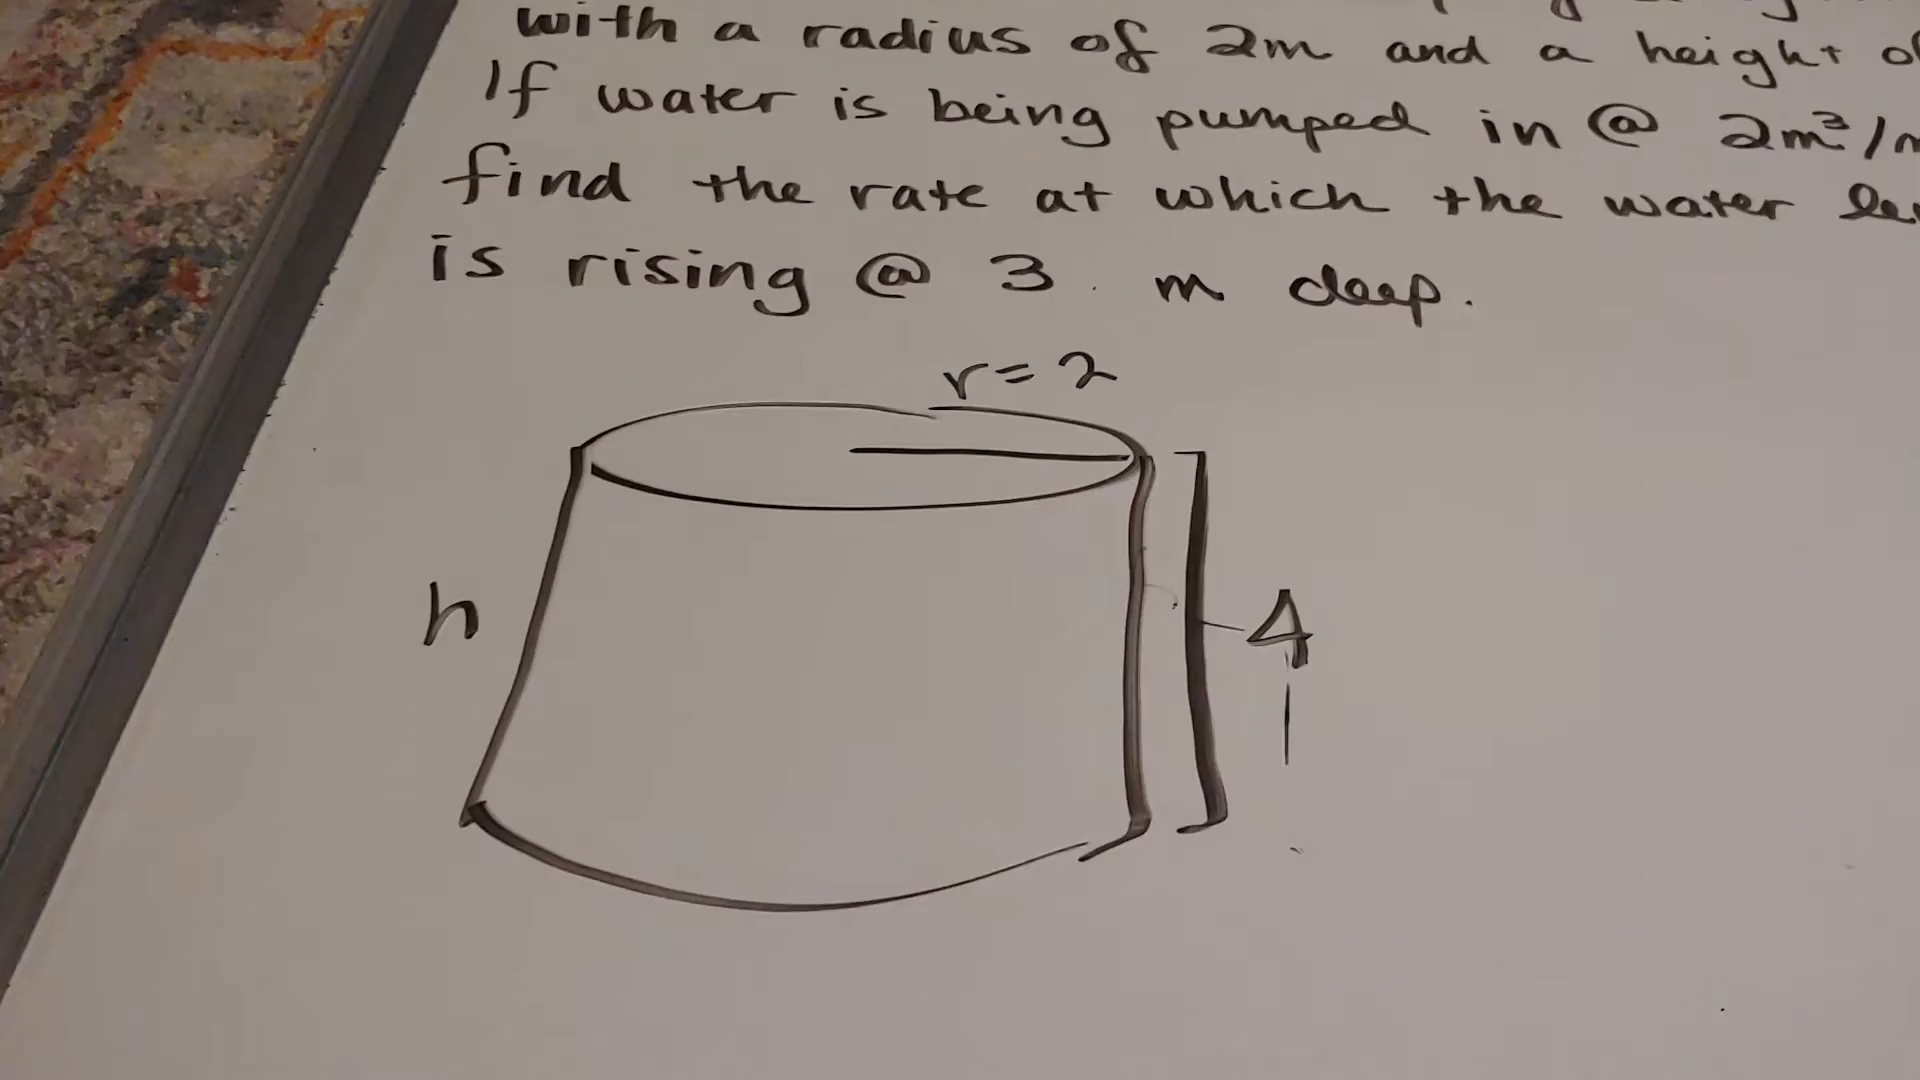 with a radius of 2m and a height
If water is being pumped in @ 2m³/
find the rate at which the water
is rising @ 3 m deep.
r = 2
h
4